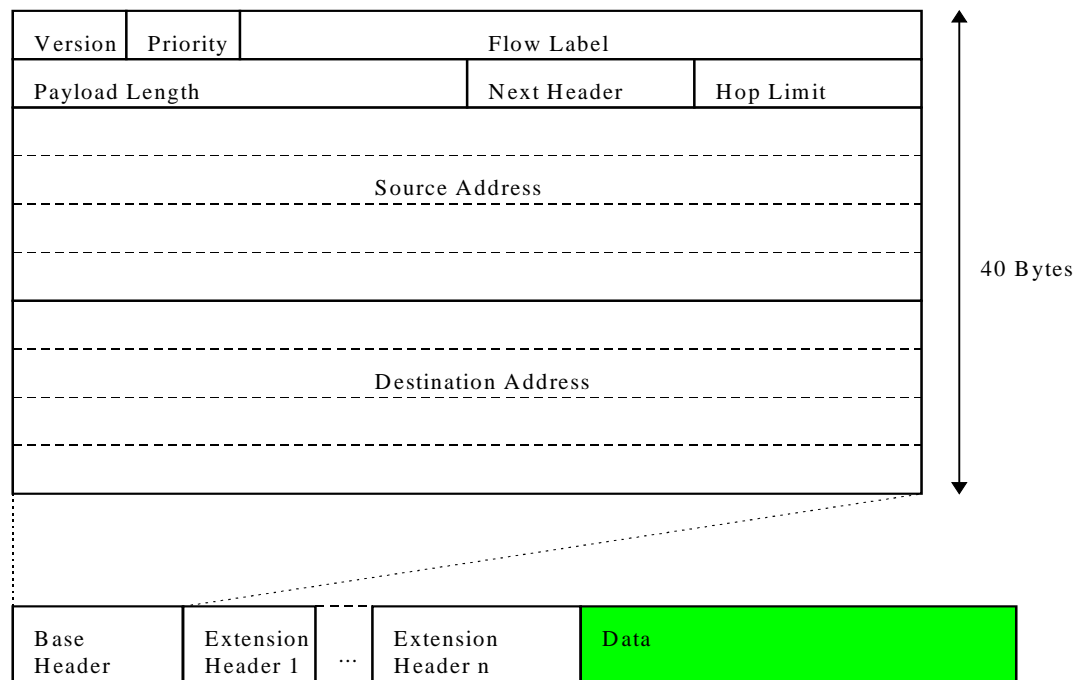 Version Priority Flow Label
Payload Length Next Header Hop Limit
Source Address
40 Bytes
Destination Address
Base Header
Extension Header 1
...
Extension Header n
Data